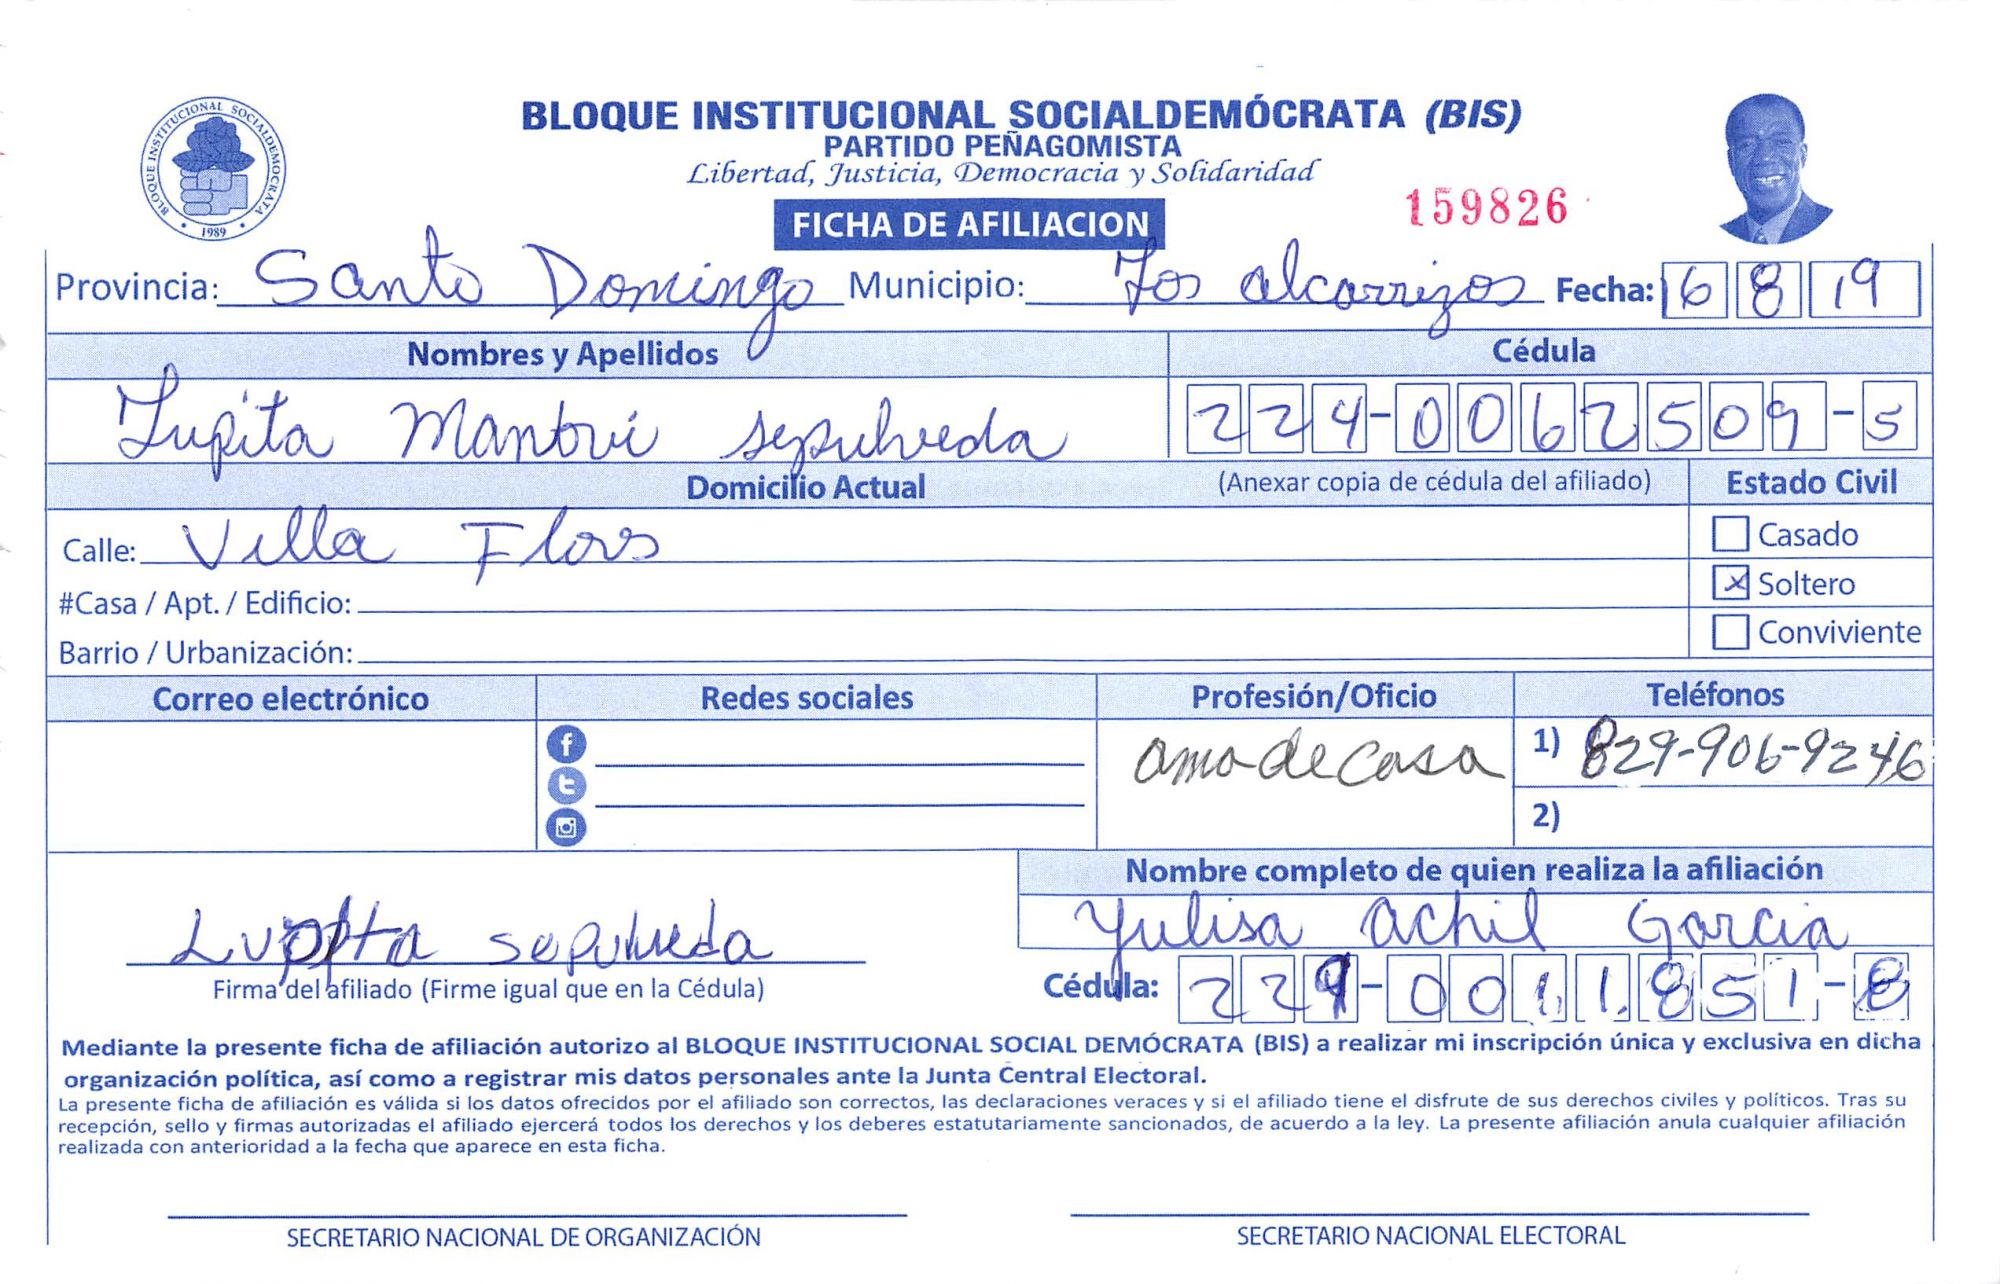 BLOQUE INSTITUCIONAL SOCIALDEMÓCRATA (BIS)
PARTIDO PEÑAGOMISTA
Libertad, Justicia, Democracia y Solidaridad
BLOQUE INSTITUCIONAL SOCIALDEMOCRATA
1989
159826
FICHA DE AFILIACION
Provincia: Santo Domingo Municipio: Los alcarrizos Fecha: 6 8 19
Nombres y Apellidos Cédula
Lupita Sepulveda 224-0062509-5
Domicilio Actual (Anexar copia de cédula del afiliado) Estado Civil
Calle: Villa Flors Casado
#Casa / Apt. / Edificio: x Soltero
Barrio / Urbanización: Conviviente
Correo electrónico Redes sociales Profesión/Oficio Teléfonos
ama de casa 1) 829-906-9246
2)
Nombre completo de quien realiza la afiliación
Lupita sepulveda Yulisa Achil Garcia
Firma del afiliado (Firme igual que en la Cédula) Cédula: 224-0011851-8
Mediante la presente ficha de afiliación autorizo al BLOQUE INSTITUCIONAL SOCIAL DEMÓCRATA (BIS) a realizar mi inscripción única y exclusiva en dicha
organización política, así como a registrar mis datos personales ante la Junta Central Electoral.
La presente ficha de afiliación es válida si los datos ofrecidos por el afiliado son correctos, las declaraciones veraces y si el afiliado tiene el disfrute de sus derechos civiles y políticos. Tras su
recepción, sello y firmas autorizadas el afiliado ejercerá todos los derechos y los deberes estatutariamente sancionados, de acuerdo a la ley. La presente afiliación anula cualquier afiliación
realizada con anterioridad a la fecha que aparece en esta ficha.
SECRETARIO NACIONAL DE ORGANIZACIÓN SECRETARIO NACIONAL ELECTORAL